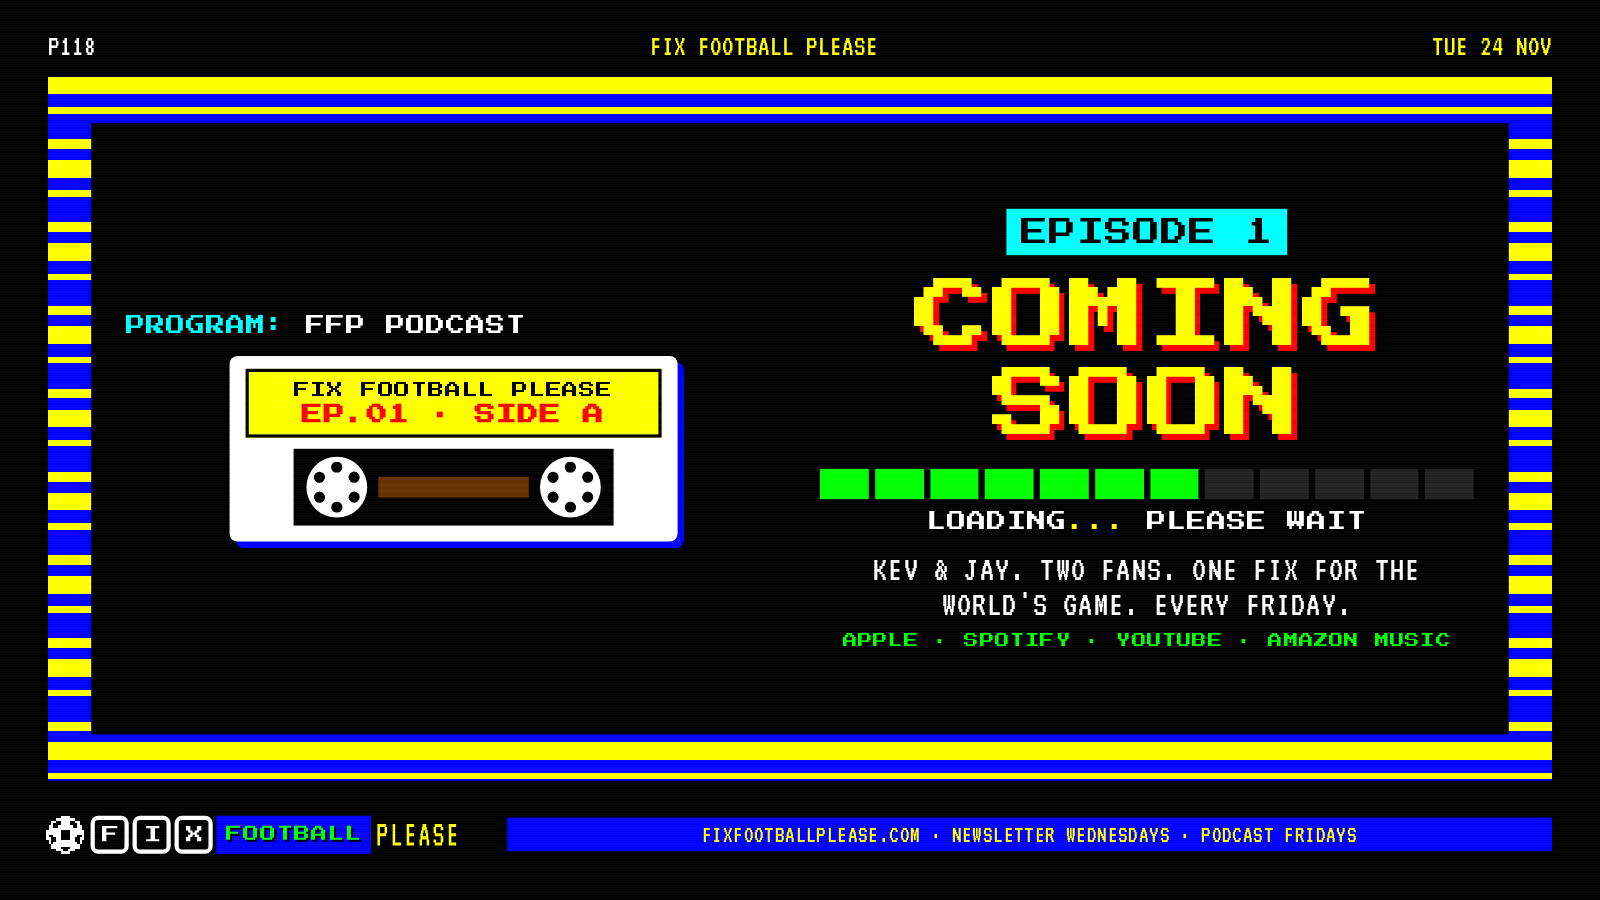 P118
FIX FOOTBALL PLEASE
TUE 24 NOV
PROGRAM: FFP PODCAST
FIX FOOTBALL PLEASE
EP.01 · SIDE A
EPISODE 1
COMING
SOON
LOADING... PLEASE WAIT
KEV & JAY. TWO FANS. ONE FIX FOR THE
WORLD'S GAME. EVERY FRIDAY.
APPLE · SPOTIFY · YOUTUBE · AMAZON MUSIC
FIX FOOTBALL PLEASE
FIXFOOTBALLPLEASE.COM · NEWSLETTER WEDNESDAYS · PODCAST FRIDAYS